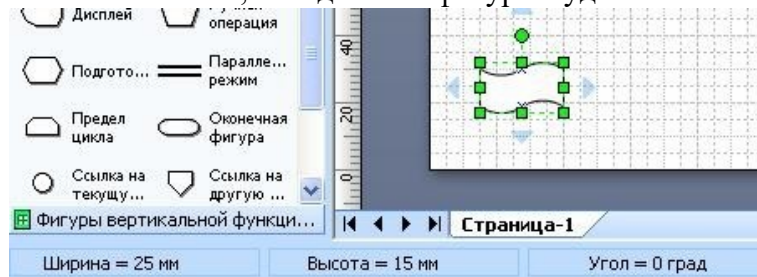 Дисплей
операция
Подгото...
Паралле...
режим
Предел
цикла
Оконечная
фигура
Ссылка на
текущу...
Ссылка на
другую ...
Фигуры вертикальной функци...
40
20
0
Страница-1
Ширина = 25 мм
Высота = 15 мм
Угол = 0 град